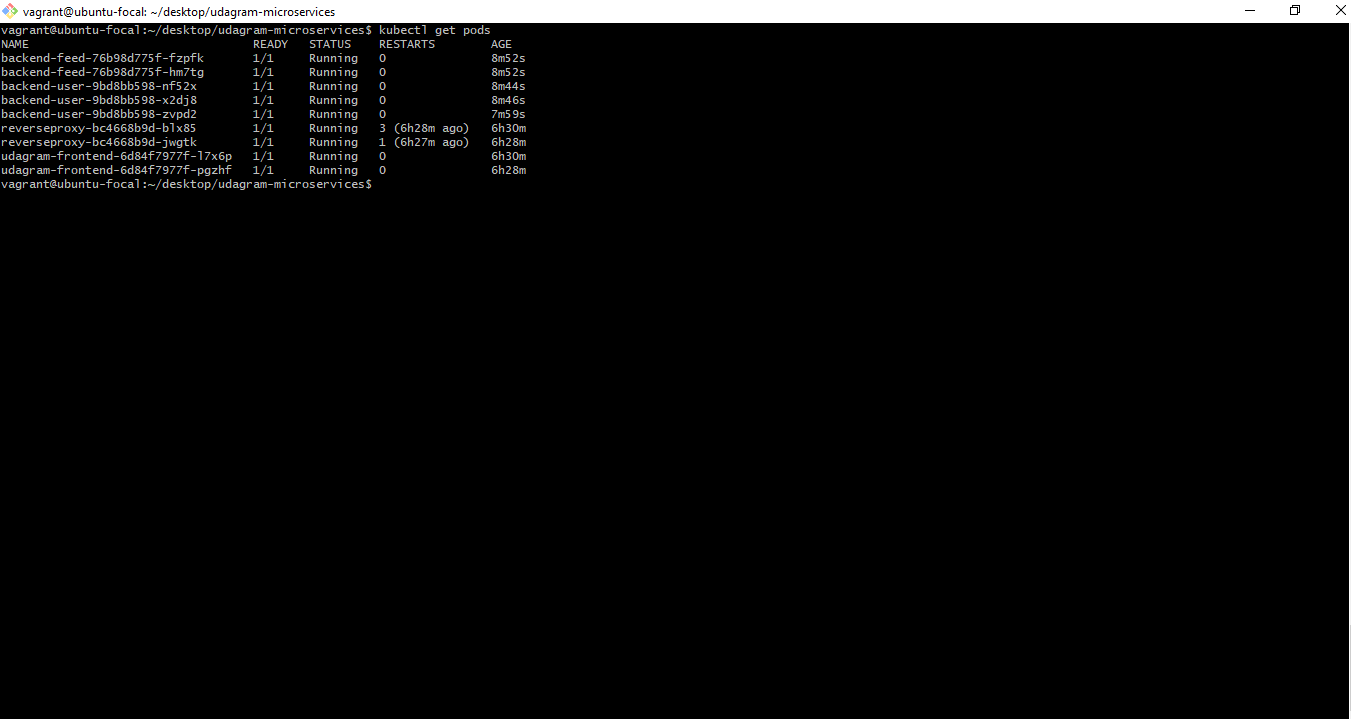 vagrant@ubuntu-focal: ~/desktop/udagram-microservices
vagrant@ubuntu-focal:~/desktop/udagram-microservices$ kubectl get pods
NAME                                READY   STATUS    RESTARTS        AGE
backend-feed-76b98d775f-fzpfk       1/1     Running   0               8m52s
backend-feed-76b98d775f-hm7tg       1/1     Running   0               8m52s
backend-user-9bd8bb598-nf52x        1/1     Running   0               8m44s
backend-user-9bd8bb598-x2dj8        1/1     Running   0               8m46s
backend-user-9bd8bb598-zvpd2        1/1     Running   0               7m59s
reverseproxy-bc4668b9d-blx85        1/1     Running   3 (6h28m ago)   6h30m
reverseproxy-bc4668b9d-jwgtk        1/1     Running   1 (6h27m ago)   6h28m
udagram-frontend-6d84f7977f-l7x6p   1/1     Running   0               6h30m
udagram-frontend-6d84f7977f-pgzhf   1/1     Running   0               6h28m
vagrant@ubuntu-focal:~/desktop/udagram-microservices$